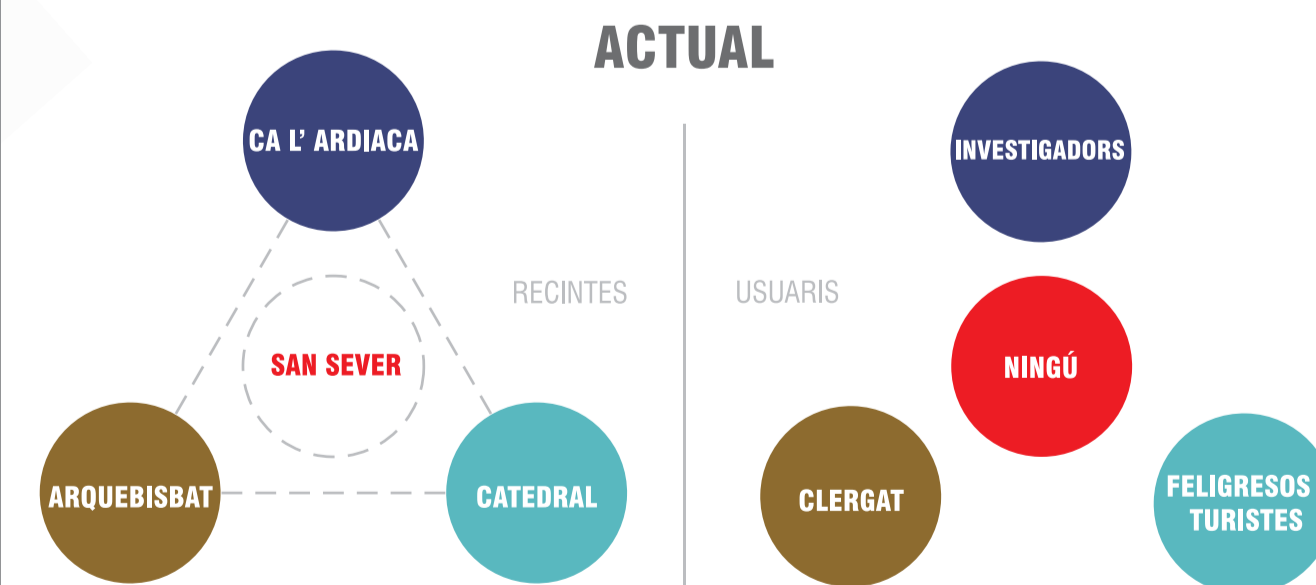 ACTUAL
CA L' ARDIACA
RECINTES
SAN SEVER
ARQUEBISBAT
CATEDRAL
INVESTIGADORS
USUARIS
NINGÚ
CLERGAT
FELIGRESOS
TURISTES